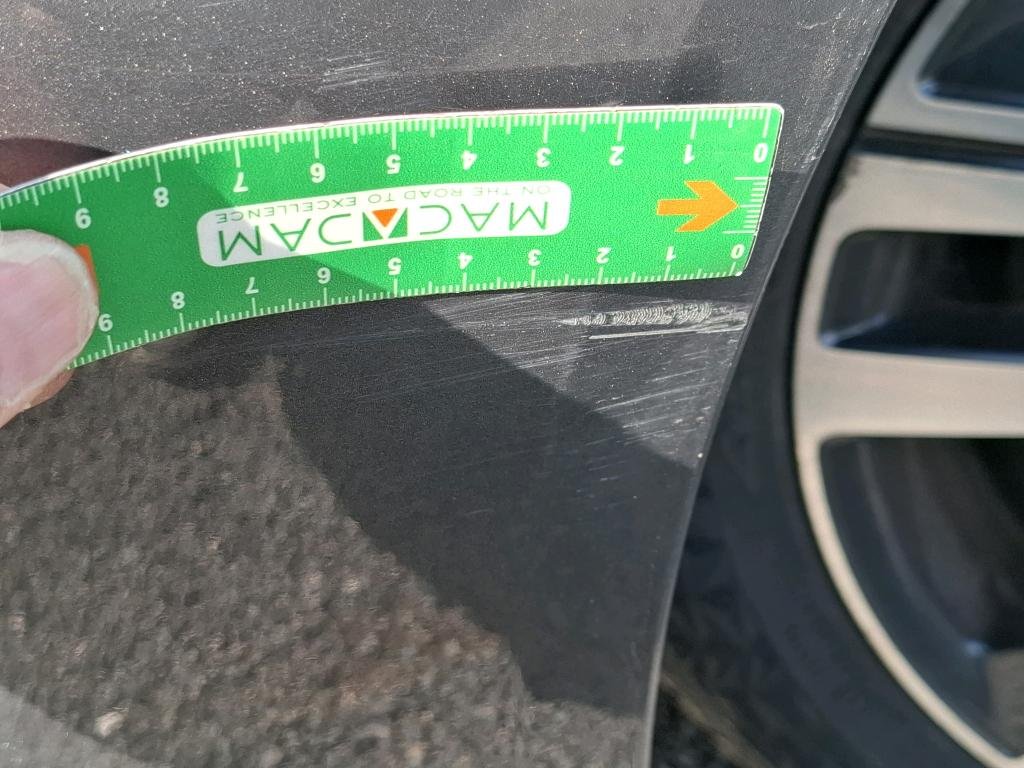 0 1 2 3 4 5 6 7 8 9
MACADAM
ON THE ROAD TO EXCELLENCE
0 1 2 3 4 5 6 7 8 9